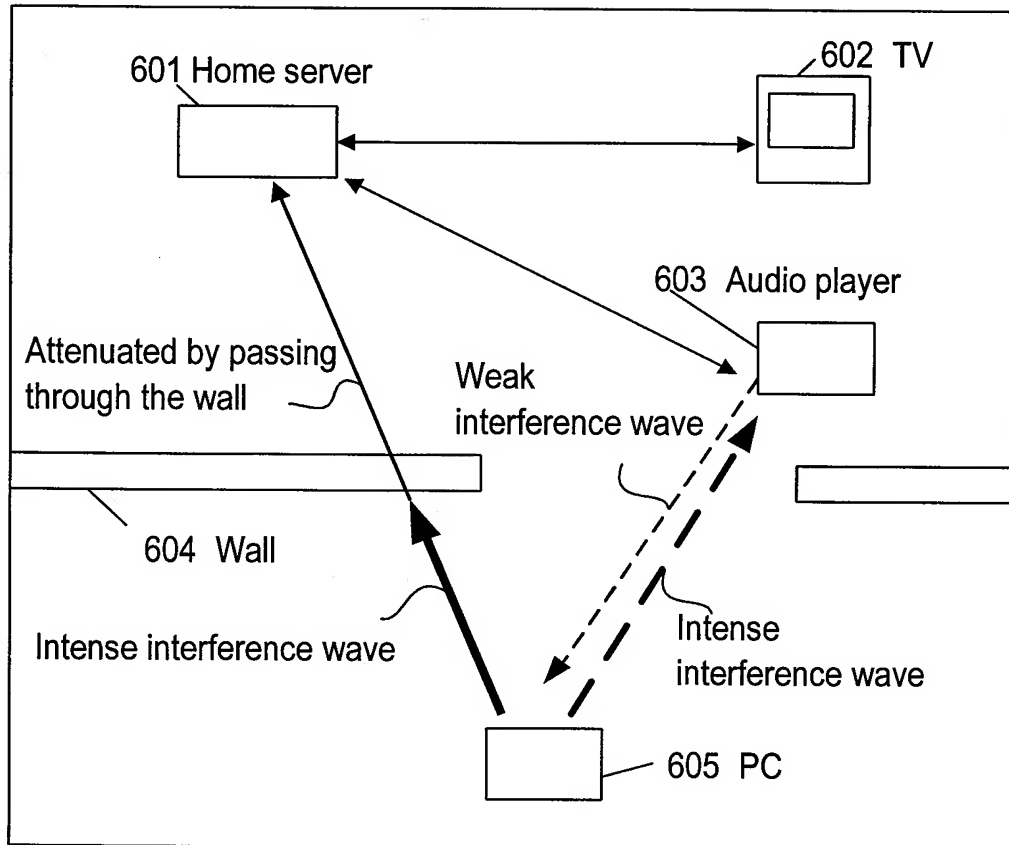 601 Home server
602 TV
603 Audio player
Attenuated by passing
through the wall
Weak
interference wave
604 Wall
Intense interference wave
Intense
interference wave
605 PC